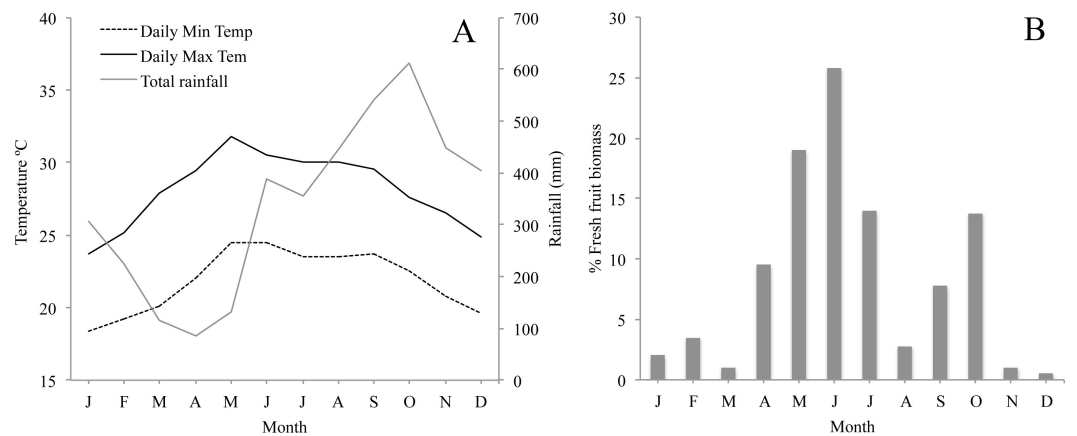 A
Daily Min Temp
Daily Max Tem
Total rainfall
40
35
30
25
20
15
Temperature ºC
700
600
500
400
300
200
100
0
Rainfall (mm)
J F M A M J J A S O N D
Month
B
30
25
20
15
10
5
0
% Fresh fruit biomass
J F M A M J J A S O N D
Month